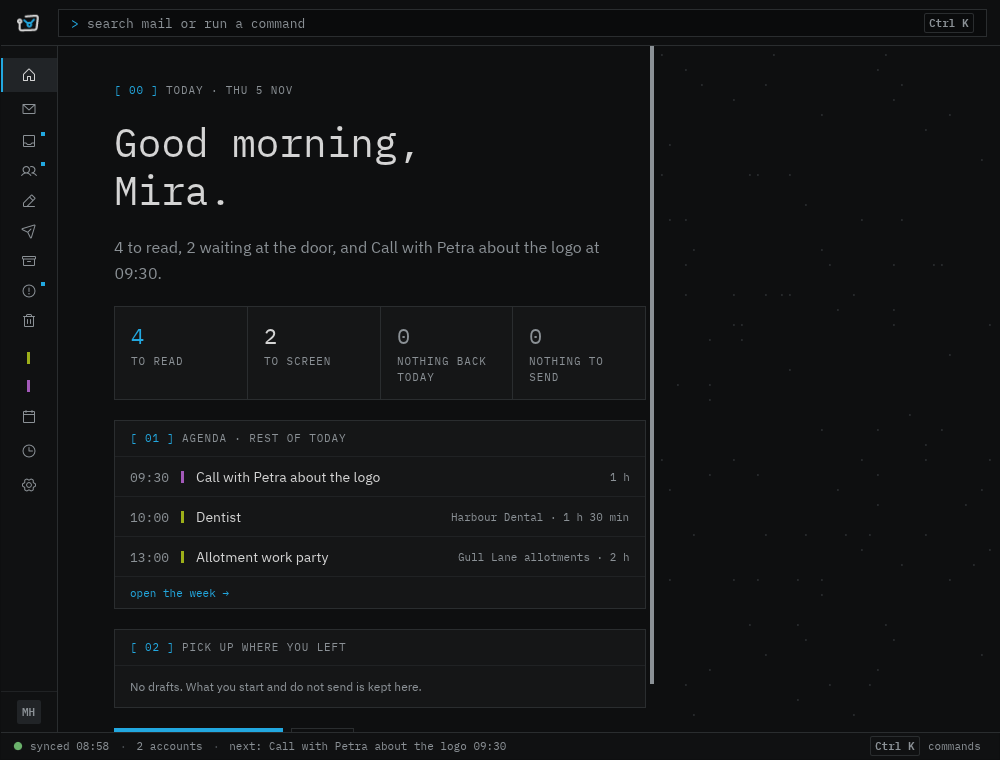 > search mail or run a command Ctrl K
[ 00 ] TODAY · THU 5 NOV
Good morning,
Mira.
4 to read, 2 waiting at the door, and Call with Petra about the logo at
09:30.
4 2 0 0
TO READ TO SCREEN NOTHING BACK NOTHING TO
TODAY SEND
[ 01 ] AGENDA · REST OF TODAY
09:30 Call with Petra about the logo 1 h
10:00 Dentist Harbour Dental · 1 h 30 min
13:00 Allotment work party Gull Lane allotments · 2 h
open the week →
[ 02 ] PICK UP WHERE YOU LEFT
No drafts. What you start and do not send is kept here.
MH
synced 08:58 · 2 accounts · next: Call with Petra about the logo 09:30 Ctrl K commands